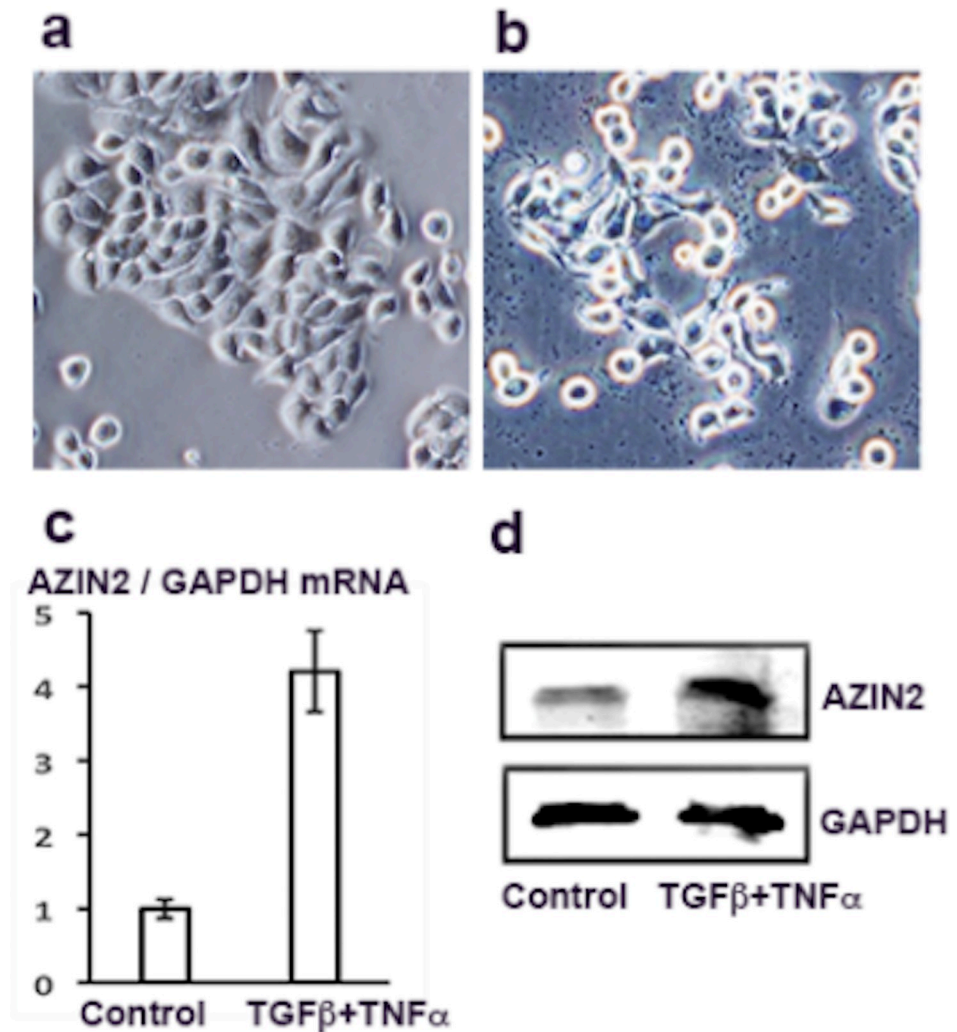 a
b
c
d
AZIN2 / GAPDH mRNA
5
4
3
2
1
0
Control TGFβ+TNFα
AZIN2
GAPDH
Control TGFβ+TNFα